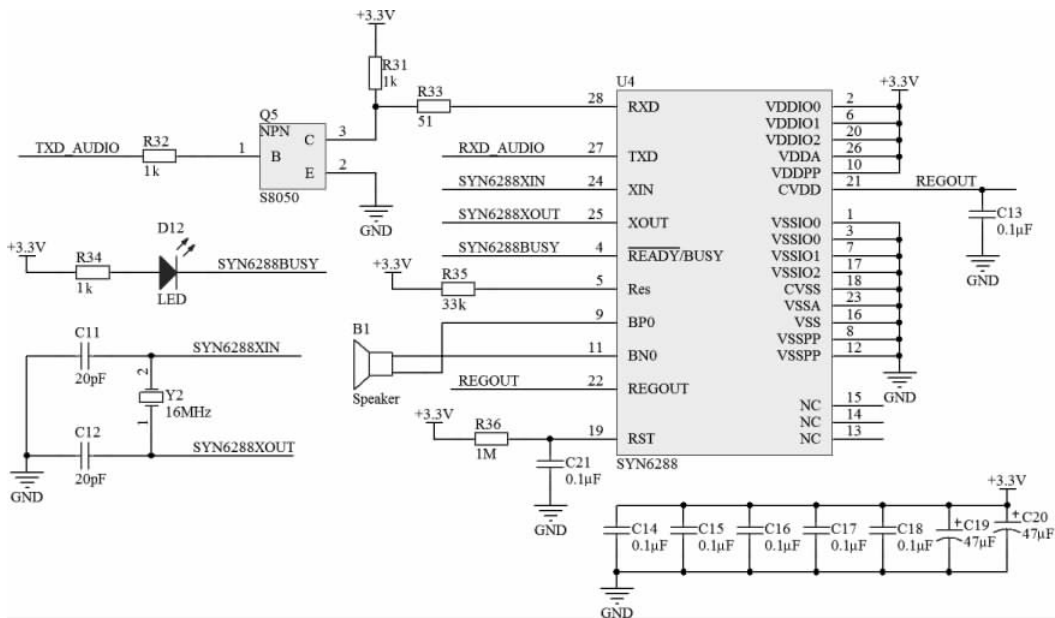 +3.3V
R31
1k
U4
+3.3V
R33
51
28 RXD
VDDIO0 2
VDDIO1 6
VDDIO2 20
VDDA 26
VDDPP 10
CVDD 21 REGOUT
Q5
NPN
C 3
B
E 2
S8050
TXD_AUDIO
R32
1k
1
GND
RXD_AUDIO 27 TXD
SYN6288XIN 24 XIN
SYN6288XOUT 25 XOUT
SYN6288BUSY 4 READY/BUSY
C13
0.1μF
GND
VSSIO0 1
VSSIO0 3
VSSIO1 7
VSSIO2 17
CVSS 18
VSSA 23
VSS 16
VSSPP 8
VSSPP 12
GND
+3.3V
R34
1k
D12
LED
SYN6288BUSY
+3.3V
R35
33k
5 Res
9 BP0
11 BN0
B1
Speaker
REGOUT 22 REGOUT
C11
20pF
SYN6288XIN
2
Y2
16MHz
1
C12
20pF
SYN6288XOUT
GND
NC 15
NC 14
NC 13
+3.3V
R36
1M
19 RST
SYN6288
C21
0.1μF
GND
+3.3V
C14
0.1μF
C15
0.1μF
C16
0.1μF
C17
0.1μF
C18
0.1μF
+ C19
47μF
+ C20
47μF
GND